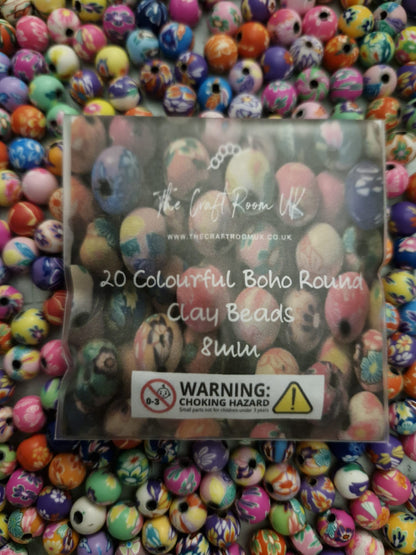 The Craft Room UK
WWW.THECRAFTROOMUK.CO.UK
20 Colourful Boho Round
Clay Beads
8mm
0-3
WARNING:
CHOKING HAZARD
Small parts not for children under 3 years